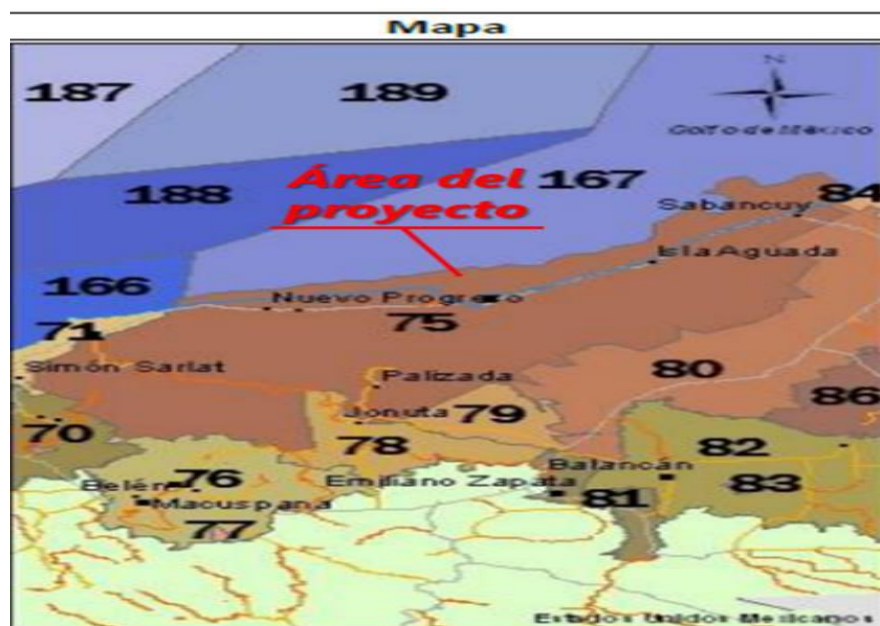 Mapa
187
189
N
Golfo de México
188
Área del
proyecto
167
84
Sabancuy
Isla Aguada
166
Nuevo Progreso
71
75
Simón Sarlat
Palizada
80
86
Jonuta
79
70
78
82
Balancán
76
Emiliano Zapata
83
Macuspana
81
77
Estados Unidos Mexicanos